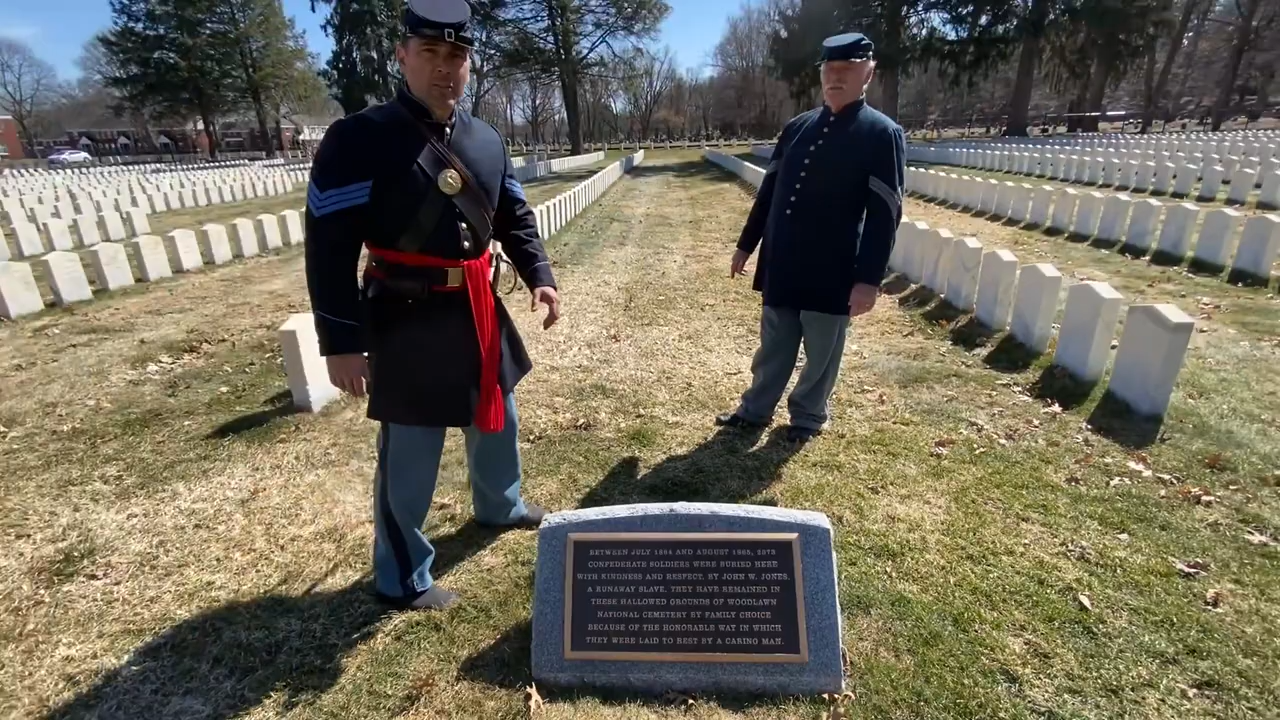 BETWEEN JULY 1864 AND AUGUST 1865, 2973
CONFEDERATE SOLDIERS WERE BURIED HERE
WITH KINDNESS AND RESPECT, BY JOHN W. JONES,
A RUNAWAY SLAVE. THEY HAVE REMAINED IN
THESE HALLOWED GROUNDS OF WOODLAWN
NATIONAL CEMETERY BY FAMILY CHOICE
BECAUSE OF THE HONORABLE WAY IN WHICH
THEY WERE LAID TO REST BY A CARING MAN.